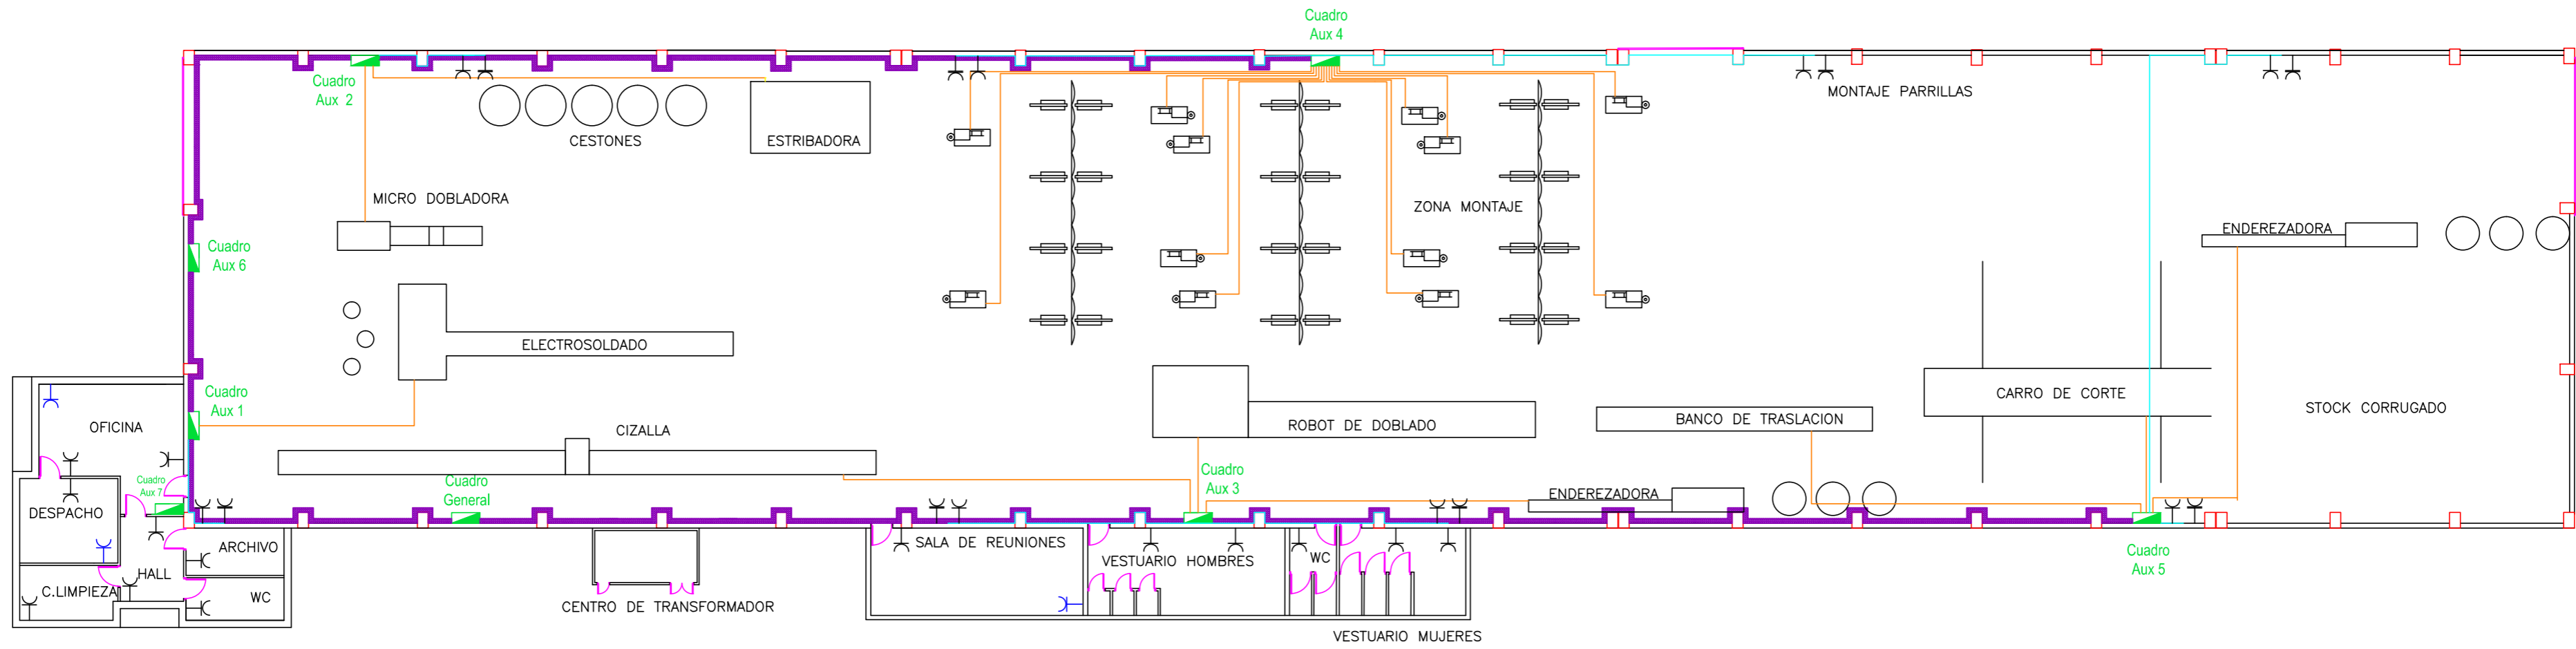 Cuadro
Aux 4
Cuadro
Aux 2
MONTAJE PARRILLAS
CESTONES
ESTRIBADORA
MICRO DOBLADORA
ZONA MONTAJE
ENDEREZADORA
Cuadro
Aux 6
ELECTROSOLDADO
Cuadro
Aux 1
OFICINA
CIZALLA
ROBOT DE DOBLADO
BANCO DE TRASLACION
CARRO DE CORTE
STOCK CORRUGADO
Cuadro
Aux 7
Cuadro
General
Cuadro
Aux 3
ENDEREZADORA
DESPACHO
ARCHIVO
SALA DE REUNIONES
VESTUARIO HOMBRES
WC
Cuadro
Aux 5
HALL
C.LIMPIEZA
WC
CENTRO DE TRANSFORMADOR
VESTUARIO MUJERES